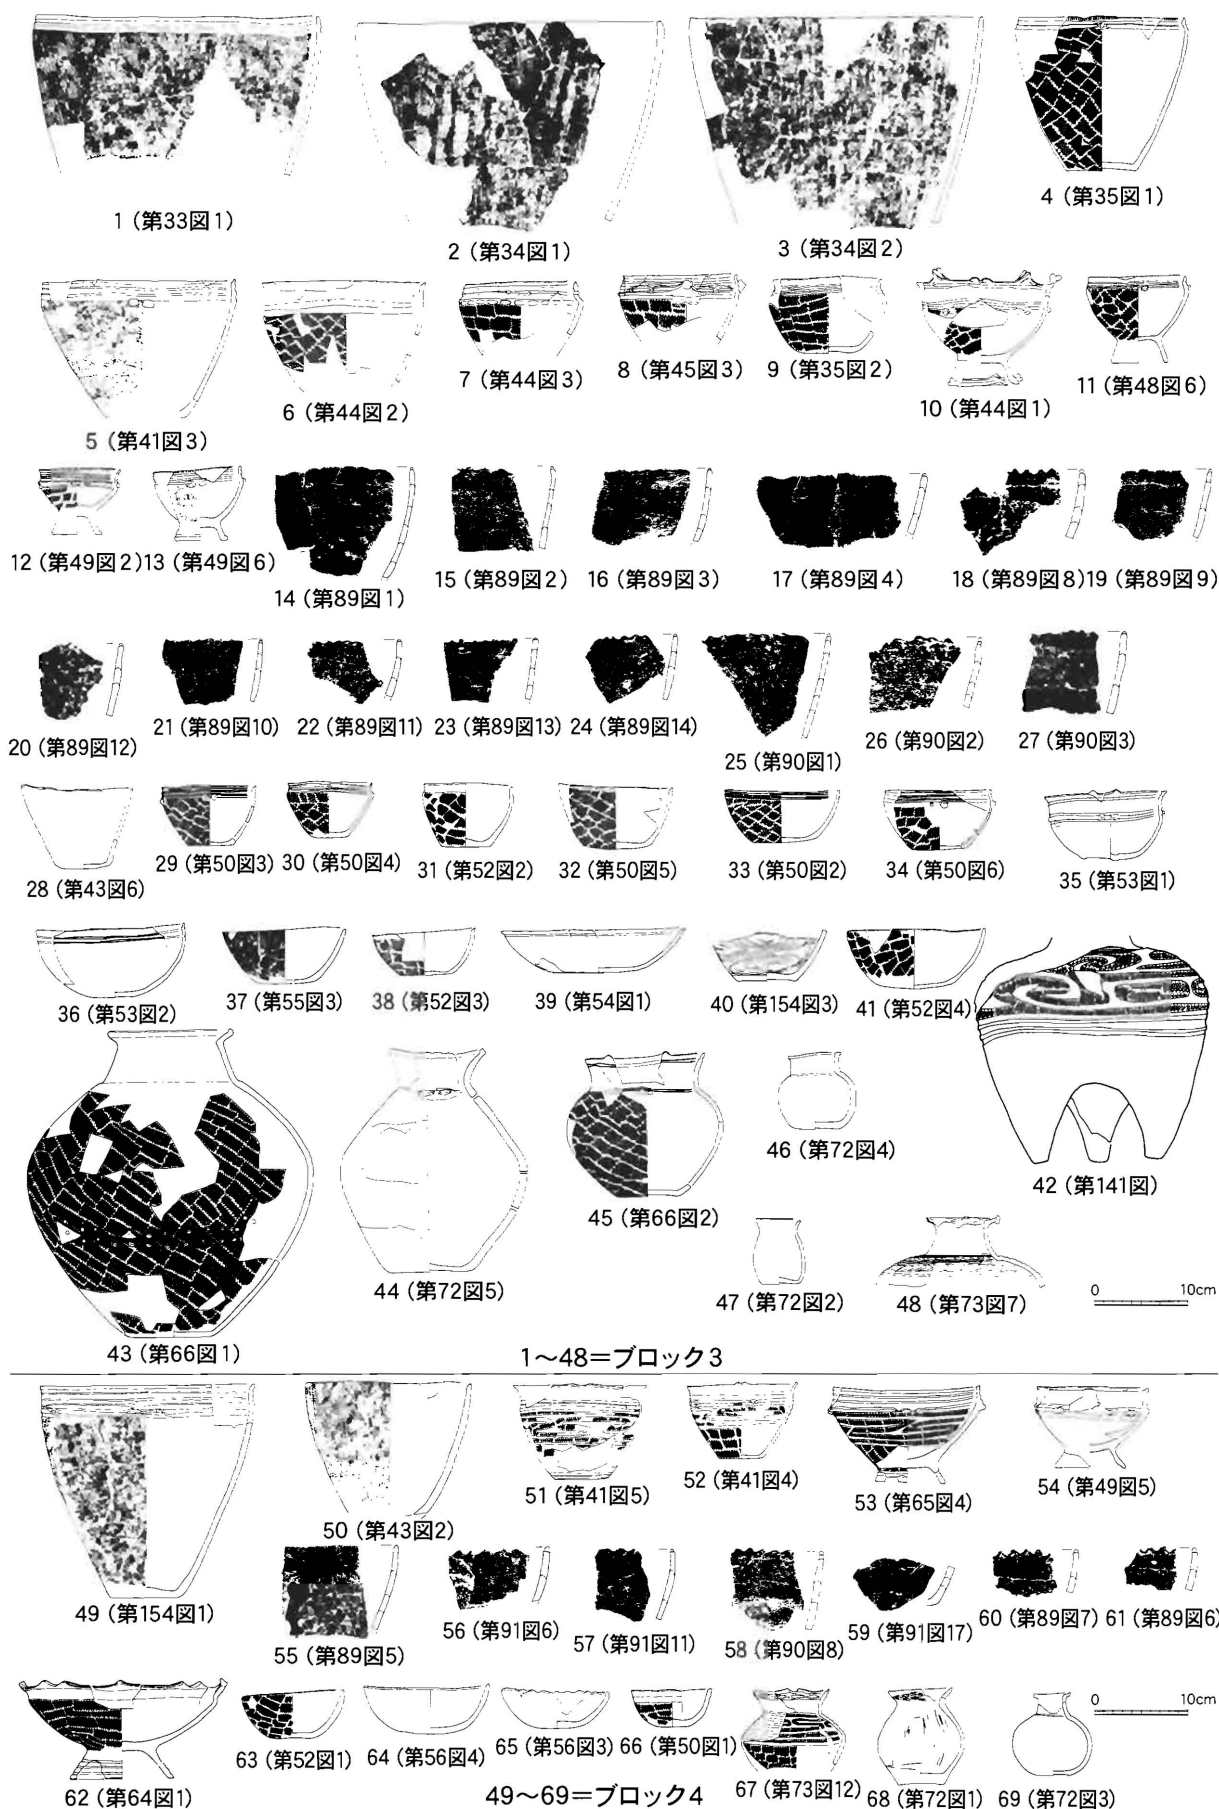 1（第33図1）
2（第34図1）
3（第34図2）
4（第35図1）
5（第41図3）
6（第44図2）
7（第44図3）
8（第45図3）
9（第35図2）
10（第44図1）
11（第48図6）
12（第49図2）
13（第49図6）
14（第89図1）
15（第89図2）
16（第89図3）
17（第89図4）
18（第89図8）
19（第89図9）
20（第89図12）
21（第89図10）
22（第89図11）
23（第89図13）
24（第89図14）
25（第90図1）
26（第90図2）
27（第90図3）
28（第43図6）
29（第50図3）
30（第50図4）
31（第52図2）
32（第50図5）
33（第50図2）
34（第50図6）
35（第53図1）
36（第53図2）
37（第55図3）
38（第52図3）
39（第54図1）
40（第154図3）
41（第52図4）
42（第141図）
43（第66図1）
44（第72図5）
45（第66図2）
46（第72図4）
47（第72図2）
48（第73図7）
0 10cm
1～48＝ブロック3
49（第154図1）
50（第43図2）
51（第41図5）
52（第41図4）
53（第65図4）
54（第49図5）
55（第89図5）
56（第91図6）
57（第91図11）
58（第90図8）
59（第91図17）
60（第89図7）
61（第89図6）
62（第64図1）
63（第52図1）
64（第56図4）
65（第56図3）
66（第50図1）
67（第73図12）
68（第72図1）
69（第72図3）
0 10cm
49～69＝ブロック4